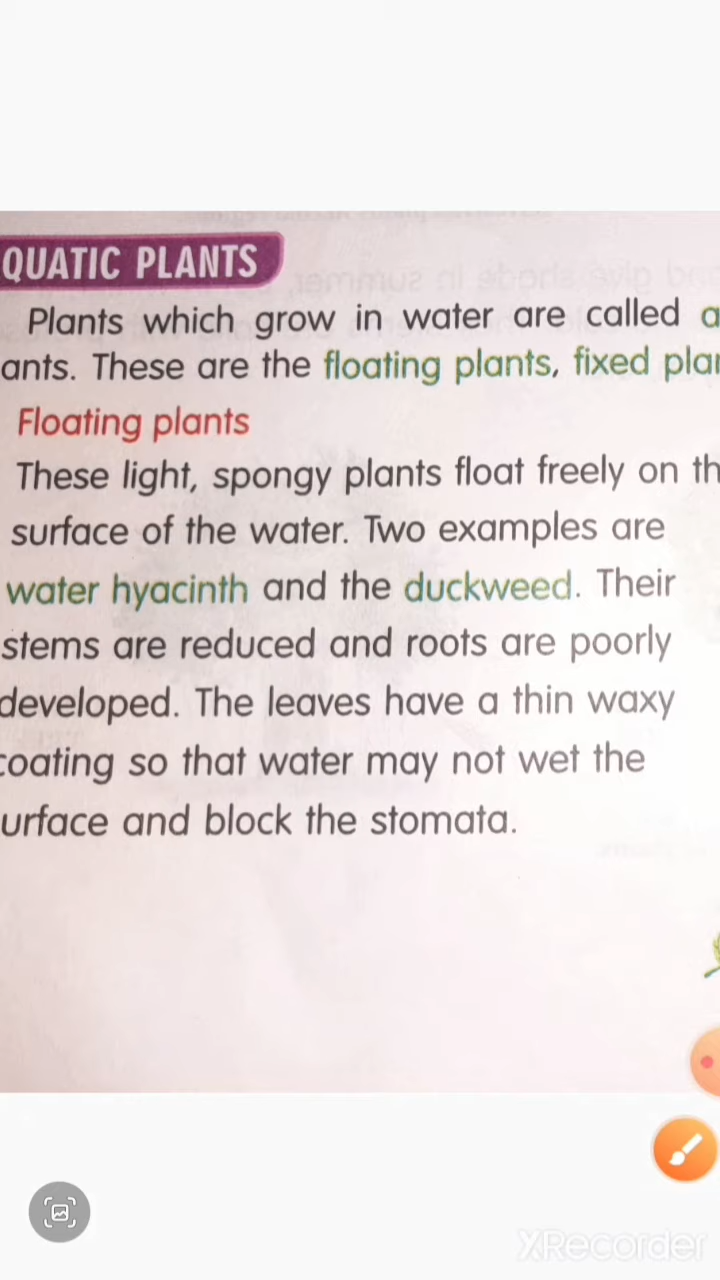 QUATIC PLANTS
Plants which grow in water are called a
ants. These are the floating plants, fixed plan
Floating plants
These light, spongy plants float freely on th
surface of the water. Two examples are
water hyacinth and the duckweed. Their
stems are reduced and roots are poorly
developed. The leaves have a thin waxy
coating so that water may not wet the
urface and block the stomata.
XRecorder